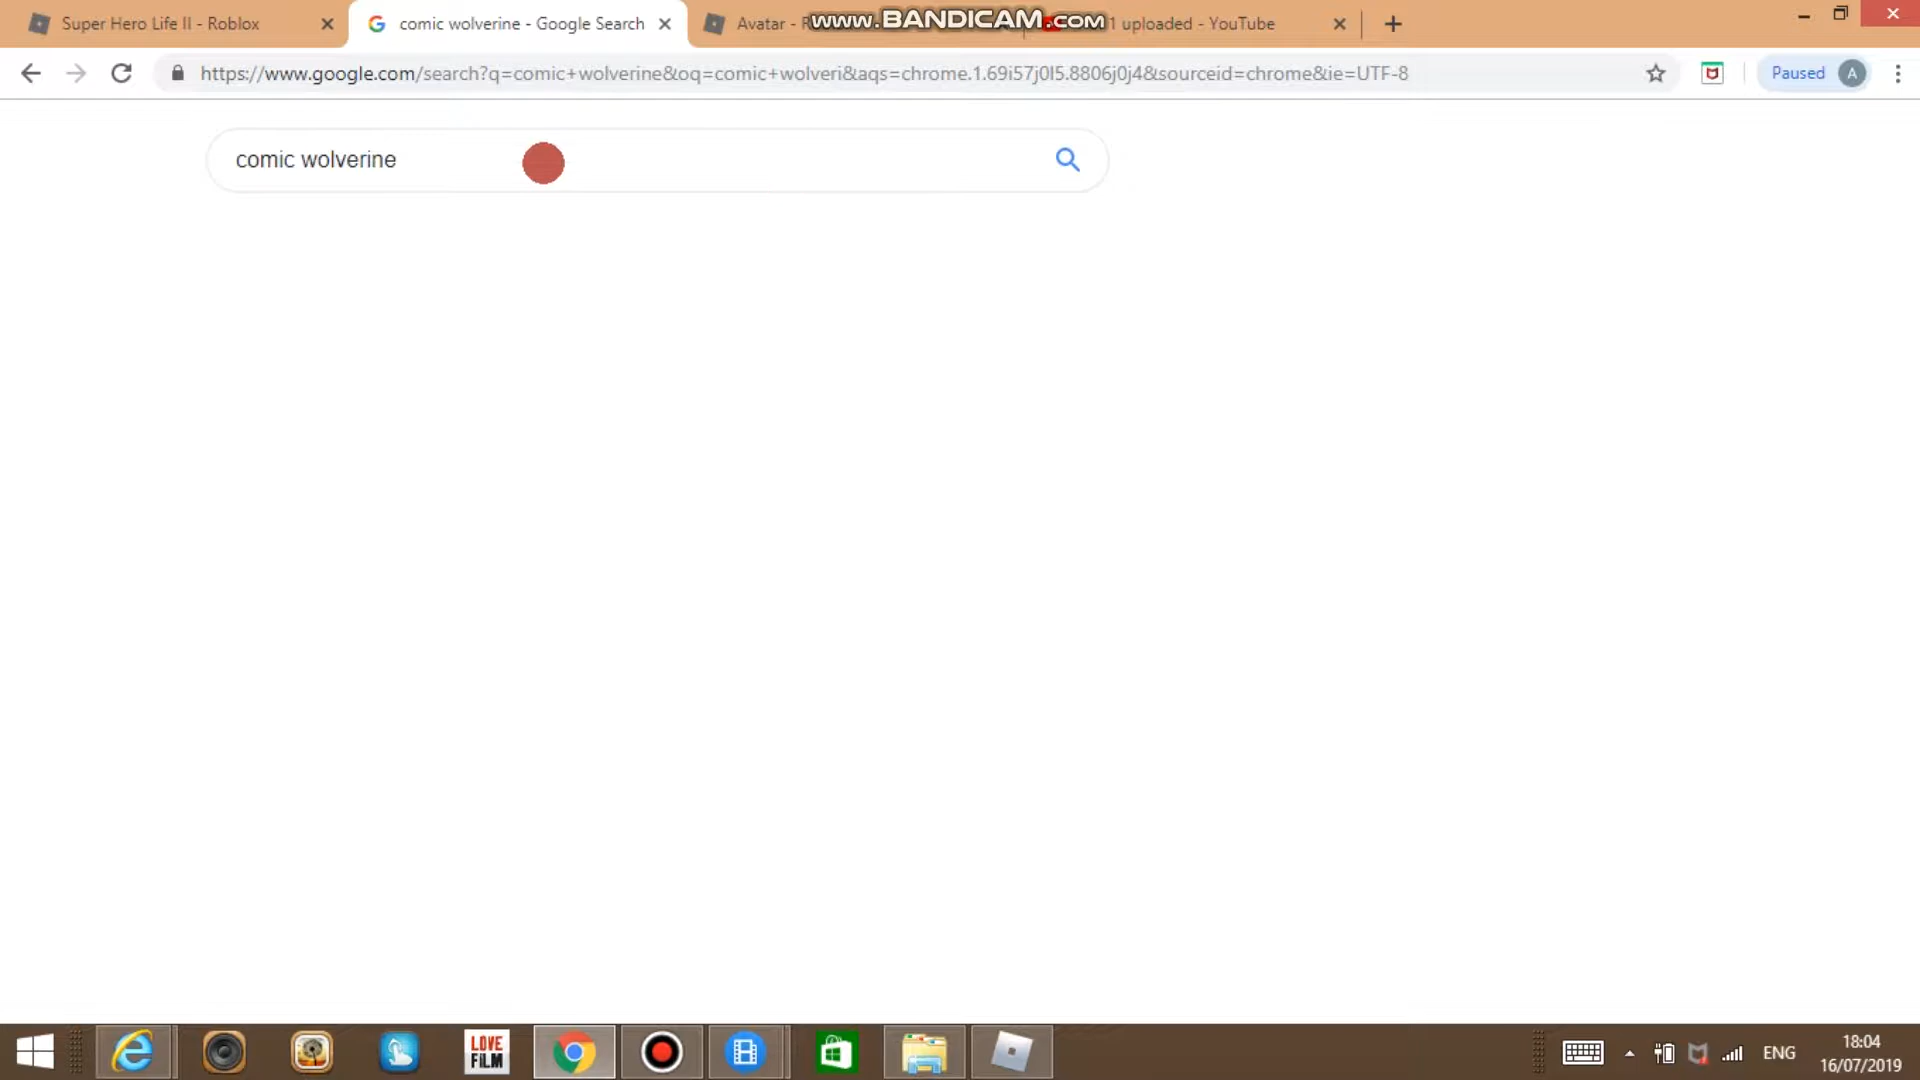 Super Hero Life II - Roblox
comic wolverine - Google Search
Avatar - R
www.BANDICAM.com
1 uploaded - YouTube
https://www.google.com/search?q=comic+wolverine&oq=comic+wolveri&aqs=chrome.1.69i57j0l5.8806j0j4&sourceid=chrome&ie=UTF-8
Paused
A
comic wolverine
LOVE
FiLM
ENG
18:04
16/07/2019